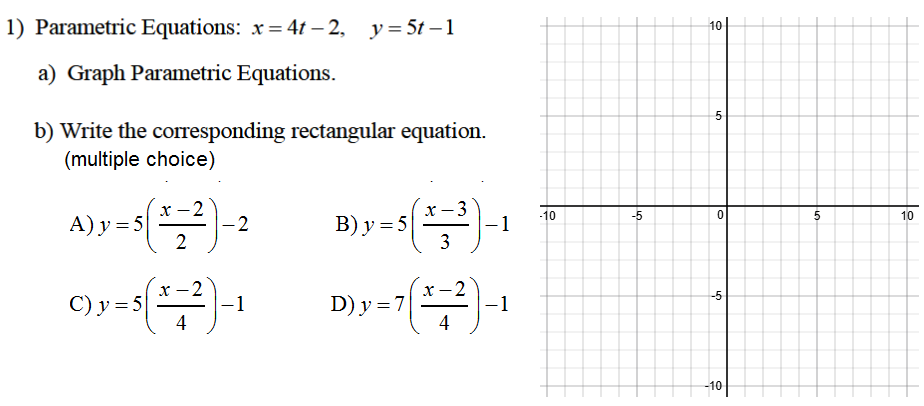 1) Parametric Equations: x = 4t – 2, y = 5t – 1
a) Graph Parametric Equations.
b) Write the corresponding rectangular equation.
(multiple choice)
A) y = 5((x – 2)/2) – 2 B) y = 5((x – 3)/3) – 1
C) y = 5((x – 2)/4) – 1 D) y = 7((x – 2)/4) – 1
10
5
-10 -5 0 5 10
-5
-10